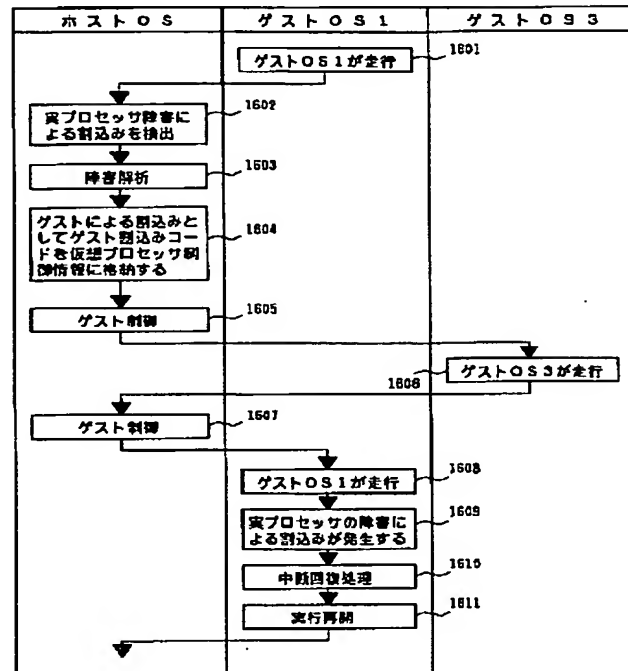 ホストOS
ゲストOS1
ゲストOS3
1601
ゲストOS1が走行
1602
実プロセッサ障害に
よる割込みを検出
1603
障害解析
1604
ゲストによる割込みと
してゲスト割込みコー
ドを仮想プロセッサ制
御情報に格納する
1605
ゲスト制御
1606
ゲストOS3が走行
1607
ゲスト制御
1608
ゲストOS1が走行
1609
実プロセッサの障害に
よる割込みが発生する
1610
中断回復処理
1611
実行再開